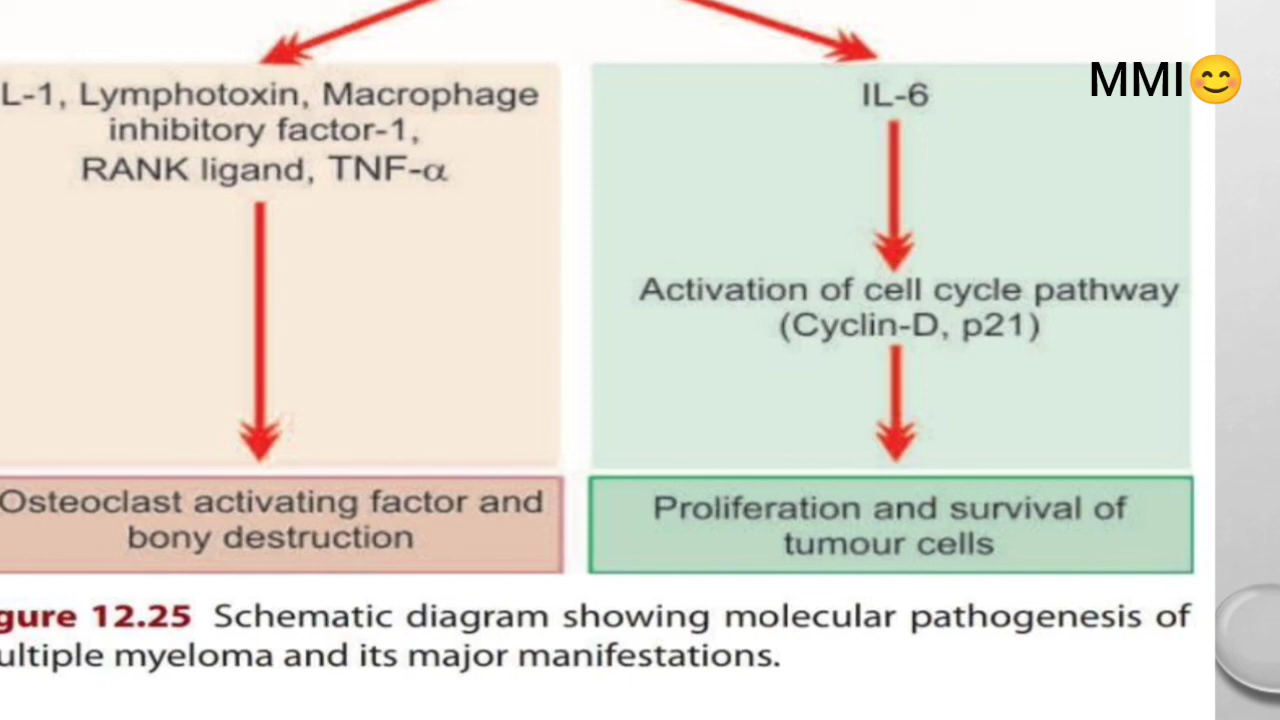 L-1, Lymphotoxin, Macrophage
inhibitory factor-1,
RANK ligand, TNF-α
Osteoclast activating factor and
bony destruction
IL-6
Activation of cell cycle pathway
(Cyclin-D, p21)
Proliferation and survival of
tumour cells
MMI😊
gure 12.25 Schematic diagram showing molecular pathogenesis of
ultiple myeloma and its major manifestations.